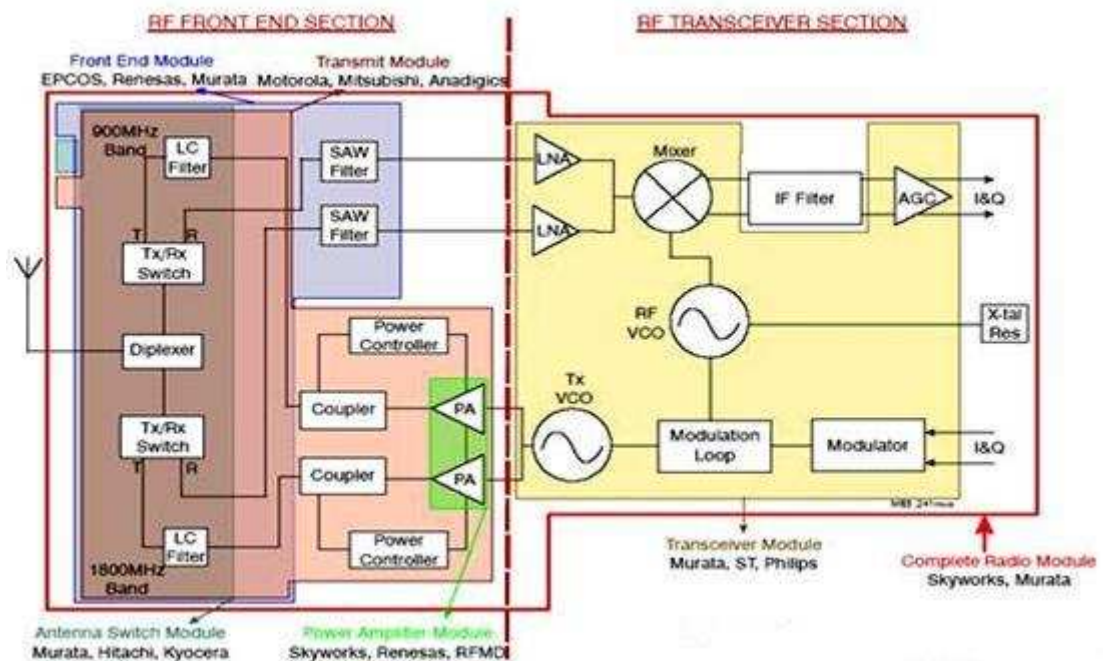 RF FRONT END SECTION
RF TRANSCEIVER SECTION
Front End Module
EPCOS, Renesas, Murata
Transmit Module
Motorola, Mitsubishi, Anadigics
900MHz
Band
LC
Filter
SAW
Filter
SAW
Filter
LNA
LNA
Mixer
IF Filter
AGC
I&Q
T
R
Tx/Rx
Switch
RF
VCO
X-tal
Res
Diplexer
Power
Controller
Coupler
PA
Tx
VCO
Tx/Rx
Switch
T
R
Coupler
PA
Modulation
Loop
Modulator
I&Q
LC
Filter
Power
Controller
1800MHz
Band
Transceiver Module
Murata, ST, Philips
Complete Radio Module
Skyworks, Murata
Antenna Switch Module
Murata, Hitachi, Kyocera
Power Amplifier Module
Skyworks, Renesas, RFMD